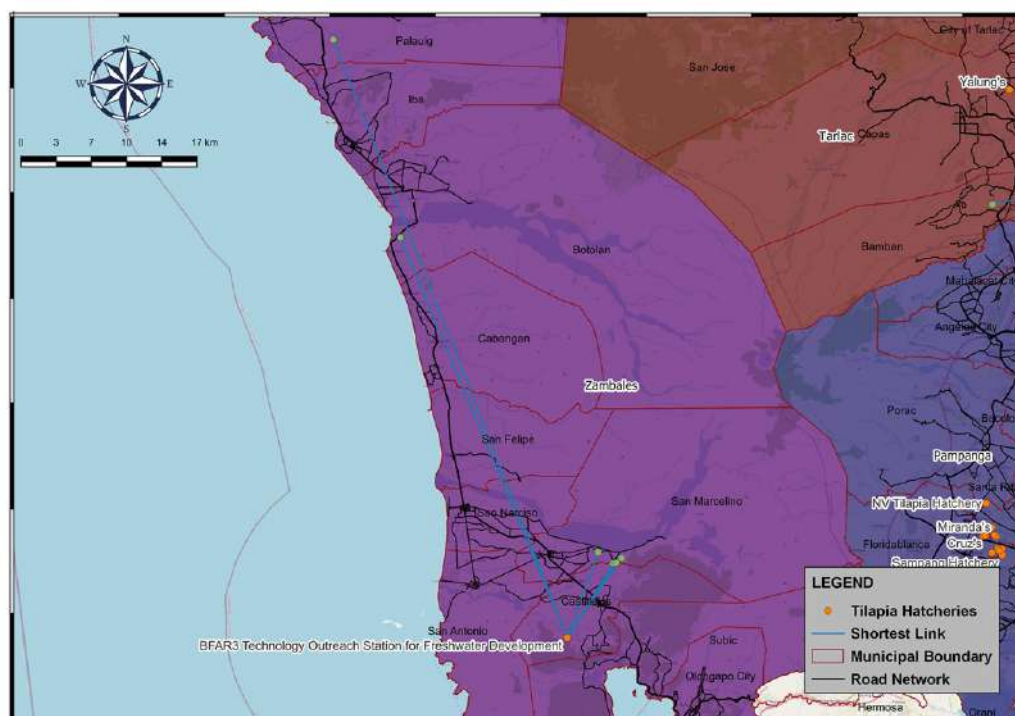 Palauig
City of Tarlac
San Jose
Yalung's
N
W
E
S
Iba
Tarlac
Capas
0 3 7 10 14 17 km
Botolan
Bamban
Mabalacat City
Angeles City
Cabangan
Zambales
Porac
Bacolo
San Felipe
Pampanga
Santa Rita
San Marcelino
NV Tilapia Hatchery
San Narciso
Miranda's
Cruz's
Floridablanca
Sampang Hatchery
LEGEND
Castillejos
Tilapia Hatcheries
San Antonio
Shortest Link
BFAR3 Technology Outreach Station for Freshwater Development
Subic
Municipal Boundary
Olongapo City
Road Network
Hermosa
Orani